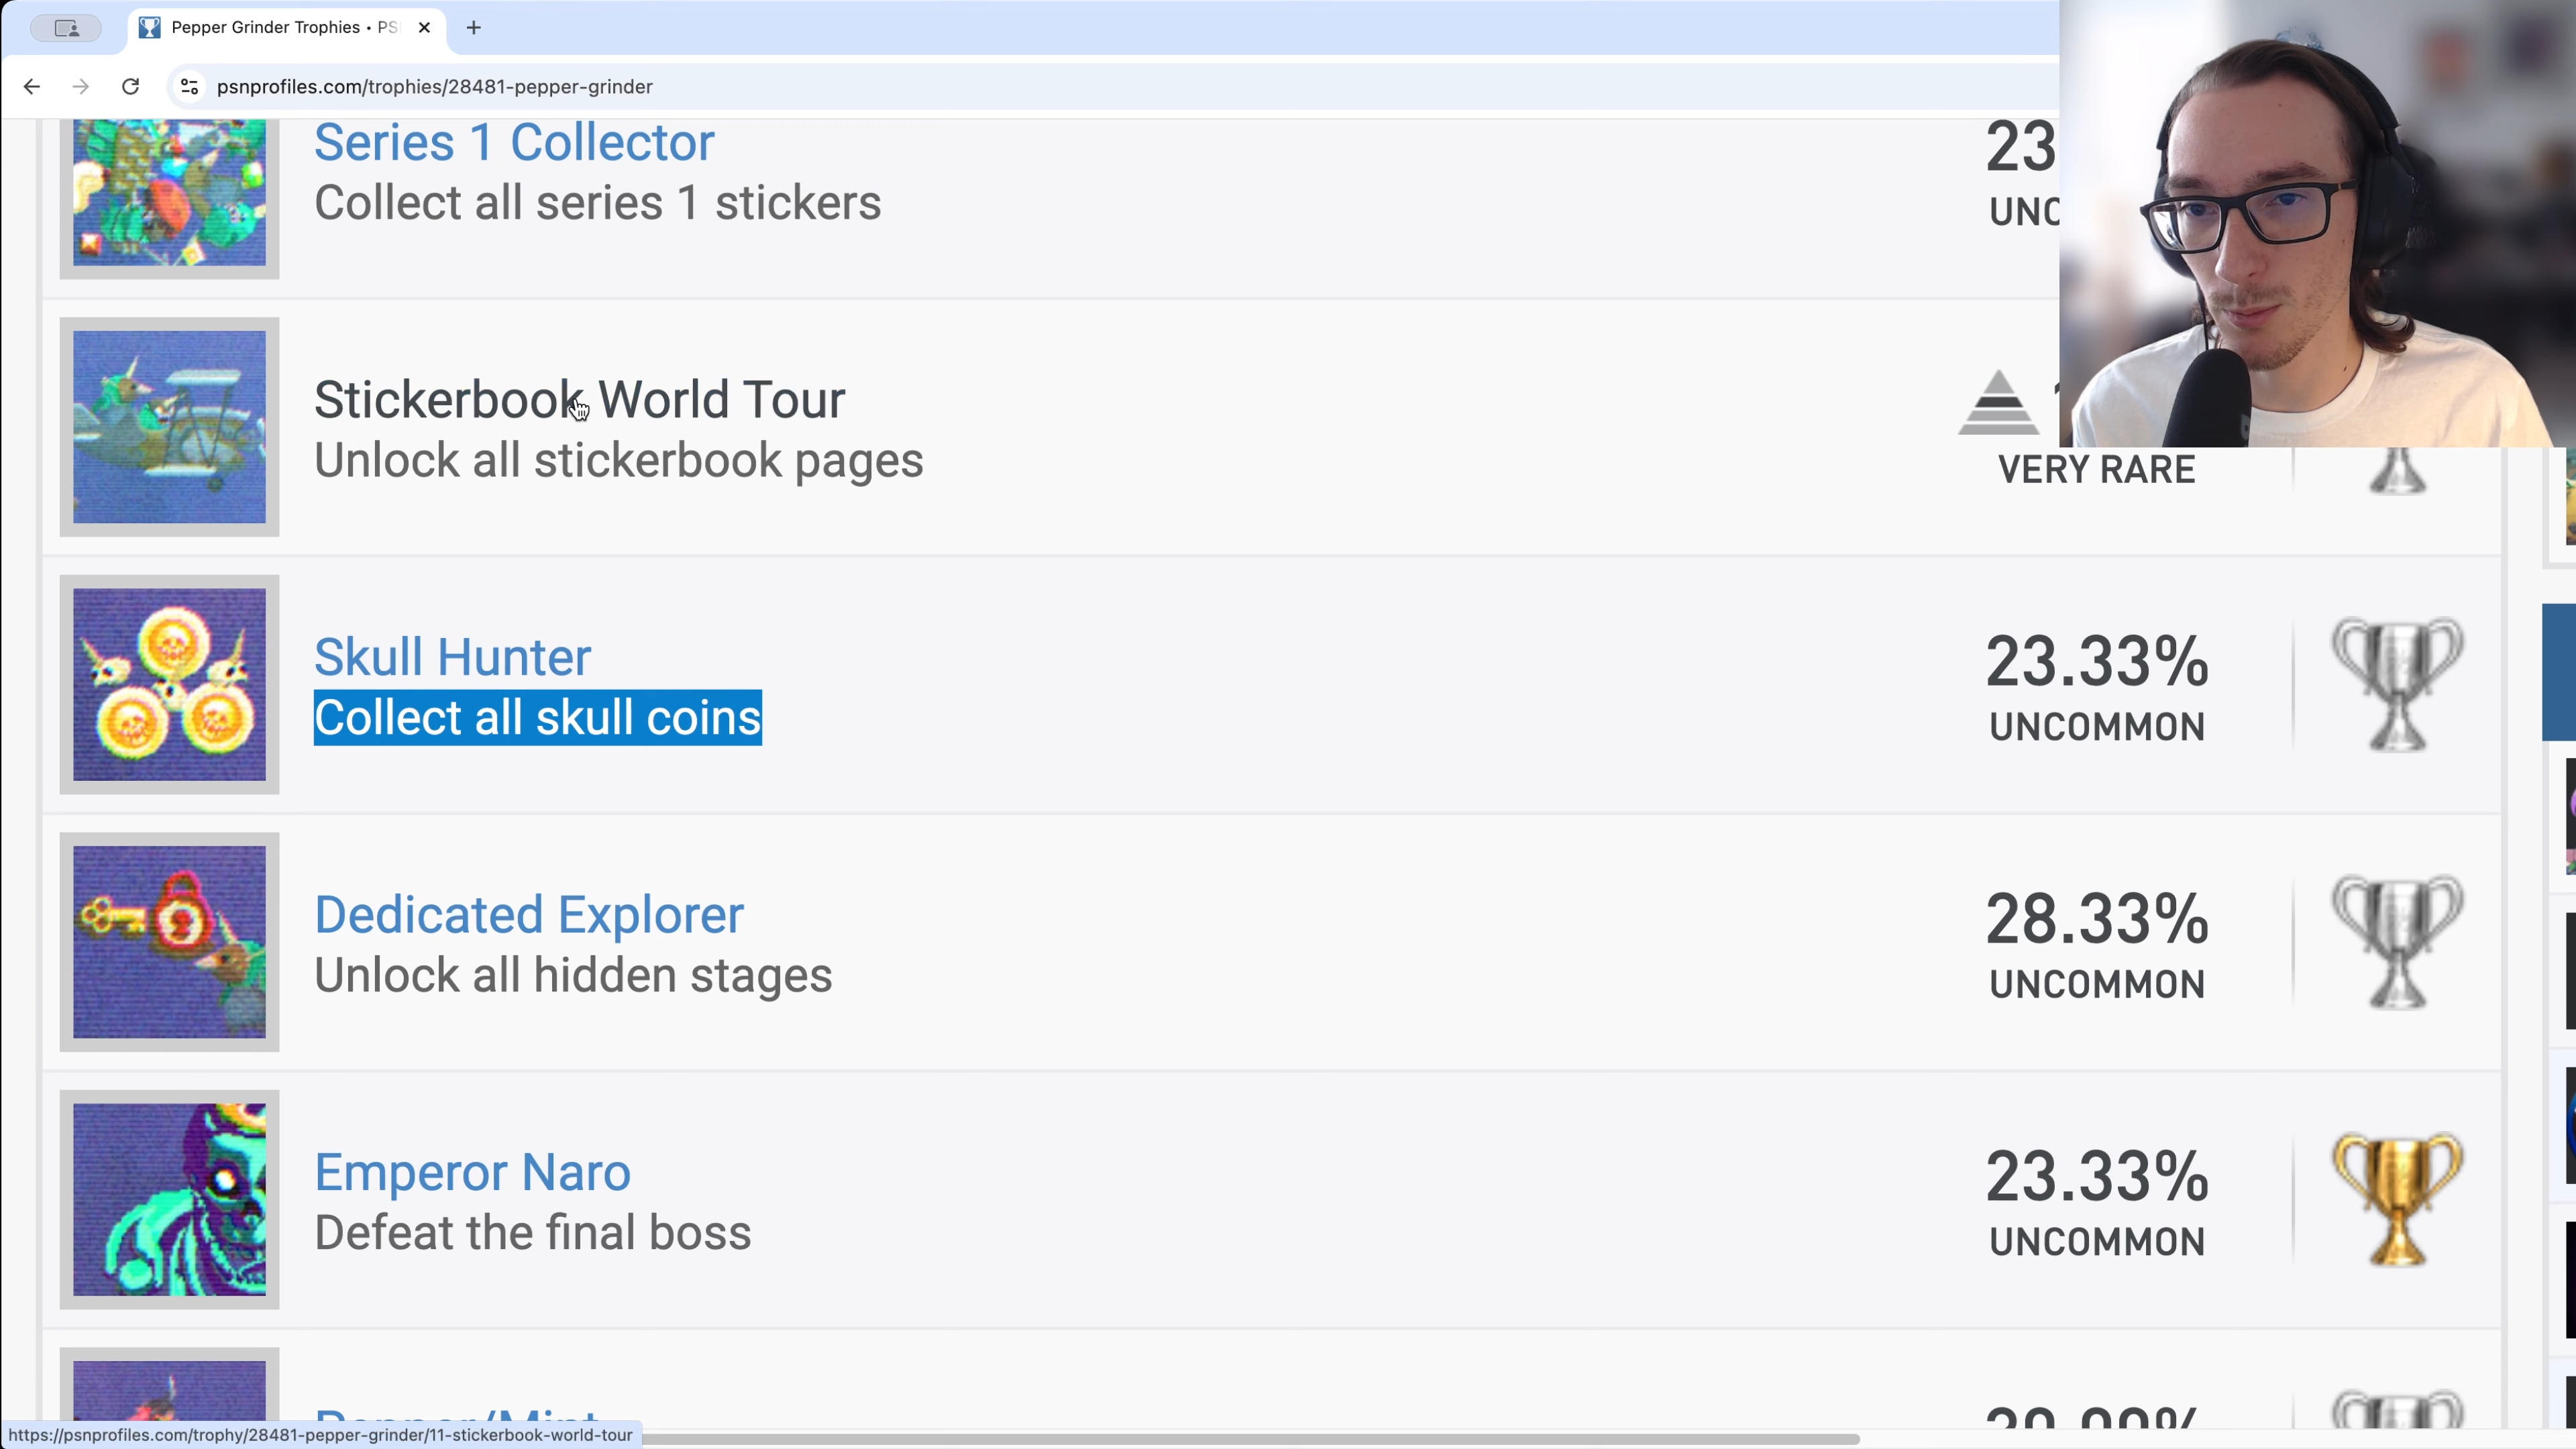 Pepper Grinder Trophies • PS
psnprofiles.com/trophies/28481-pepper-grinder
Series 1 Collector
Collect all series 1 stickers
23
UNC
Stickerbook World Tour
Unlock all stickerbook pages
VERY RARE
Skull Hunter
Collect all skull coins
23.33%
UNCOMMON
Dedicated Explorer
Unlock all hidden stages
28.33%
UNCOMMON
Emperor Naro
Defeat the final boss
23.33%
UNCOMMON
Pepper/Mint
https://psnprofiles.com/trophy/28481-pepper-grinder/11-stickerbook-world-tour